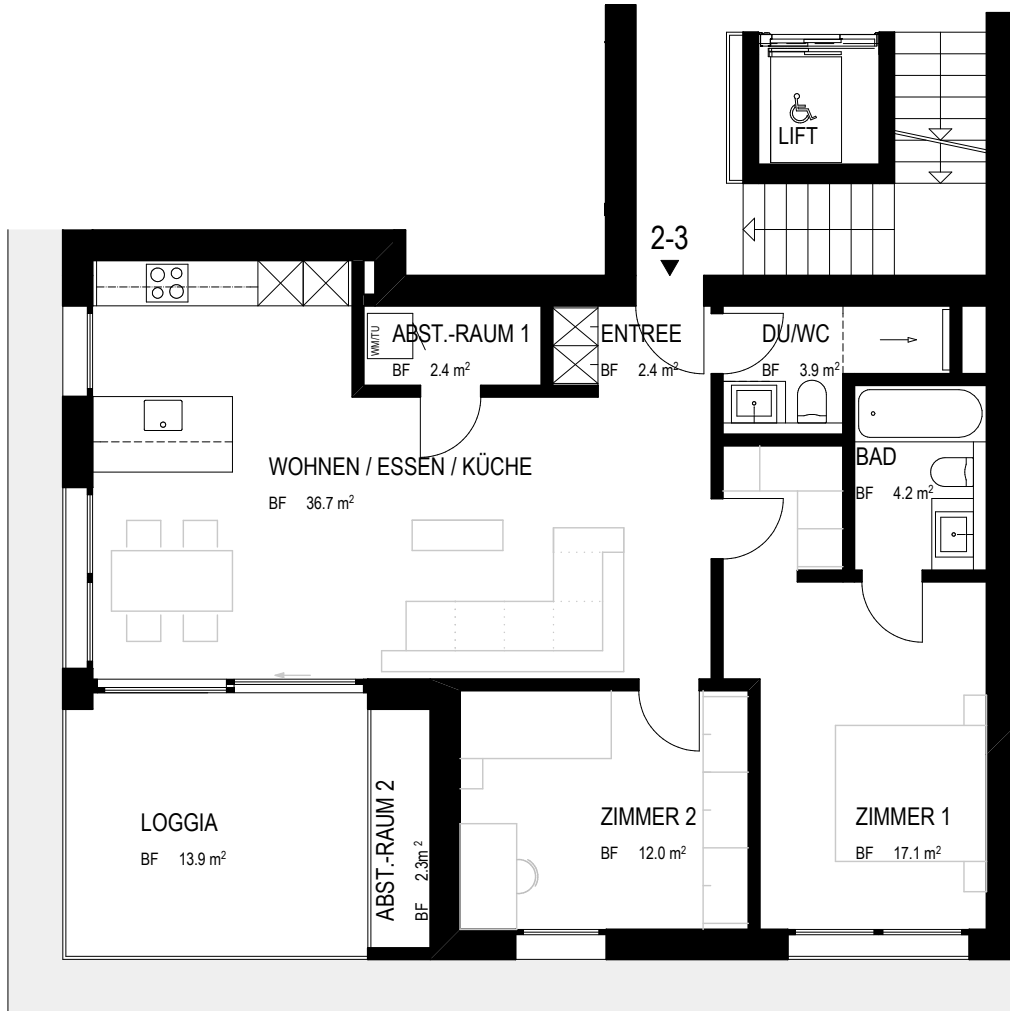 LIFT
2-3
WM/TU
ABST.-RAUM 1
BF 2.4 m²
ENTREE
BF 2.4 m²
DU/WC
BF 3.9 m²
WOHNEN / ESSEN / KÜCHE
BF 36.7 m²
BAD
BF 4.2 m²
LOGGIA
BF 13.9 m²
ABST.-RAUM 2
BF 2.3m²
ZIMMER 2
BF 12.0 m²
ZIMMER 1
BF 17.1 m²